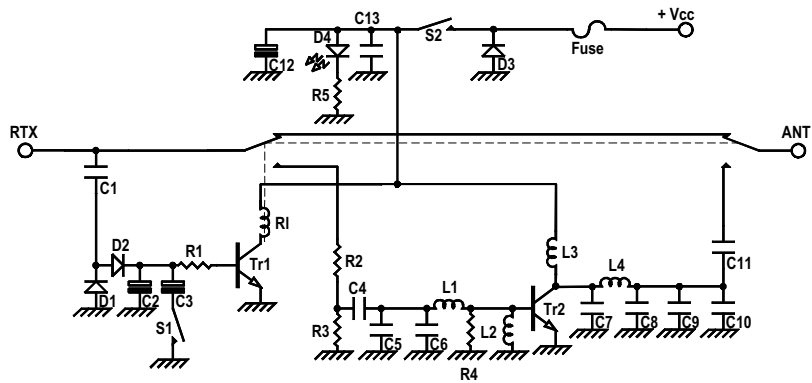 + Vcc
C13
D4
S2
Fuse
C12
D3
R5
RTX
ANT
C1
Rl
D2
R1
Tr1
R2
L3
L4
C11
C4
L1
D1
C2
C3
S1
R3
C5
C6
L2
Tr2
C7
C8
C9
C10
R4